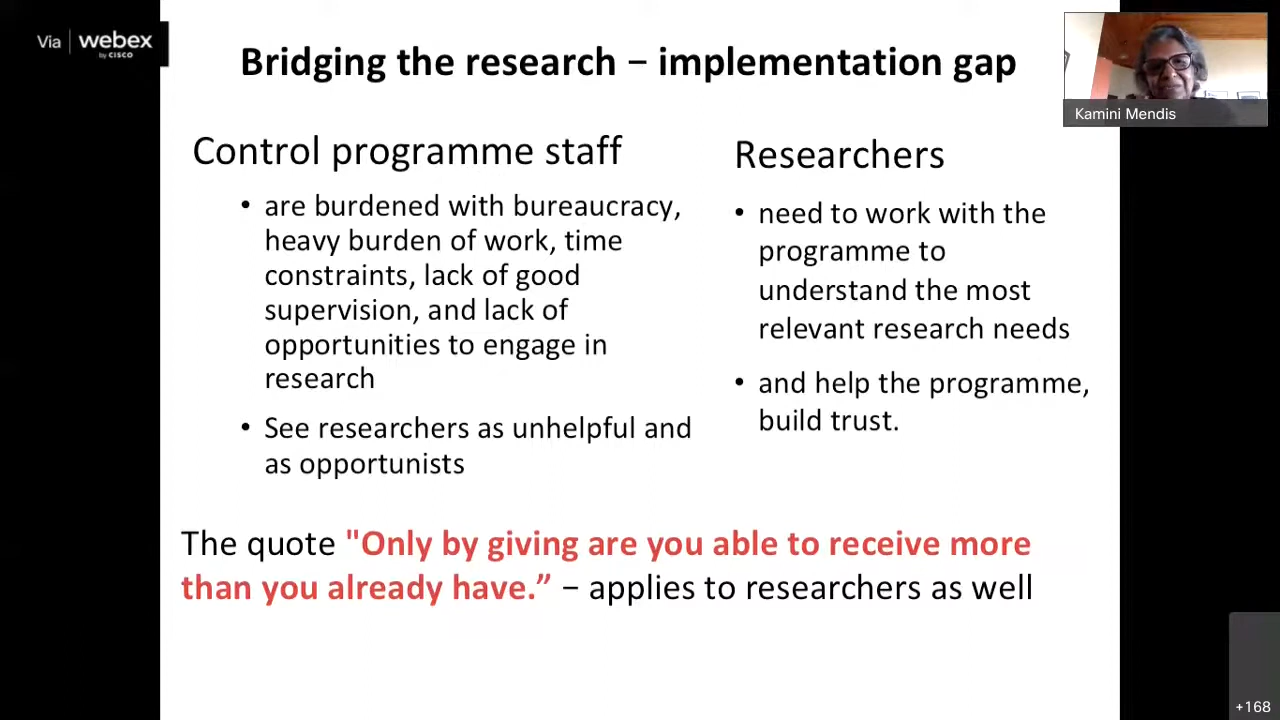 Via webex
by CISCO
Bridging the research – implementation gap
Kamini Mendis
Control programme staff
• are burdened with bureaucracy,
heavy burden of work, time
constraints, lack of good
supervision, and lack of
opportunities to engage in
research
• See researchers as unhelpful and
as opportunists
Researchers
• need to work with the
programme to
understand the most
relevant research needs
• and help the programme,
build trust.
The quote "Only by giving are you able to receive more
than you already have.” – applies to researchers as well
+168